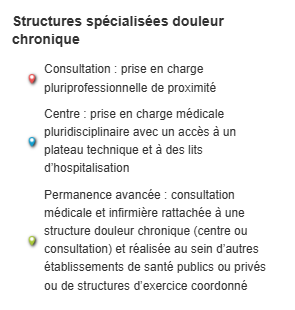 Structures spécialisées douleur
chronique
Consultation : prise en charge
pluriprofessionnelle de proximité
Centre : prise en charge médicale
pluridisciplinaire avec un accès à un
plateau technique et à des lits
d’hospitalisation
Permanence avancée : consultation
médicale et infirmière rattachée à une
structure douleur chronique (centre ou
consultation) et réalisée au sein d’autres
établissements de santé publics ou privés
ou de structures d’exercice coordonné